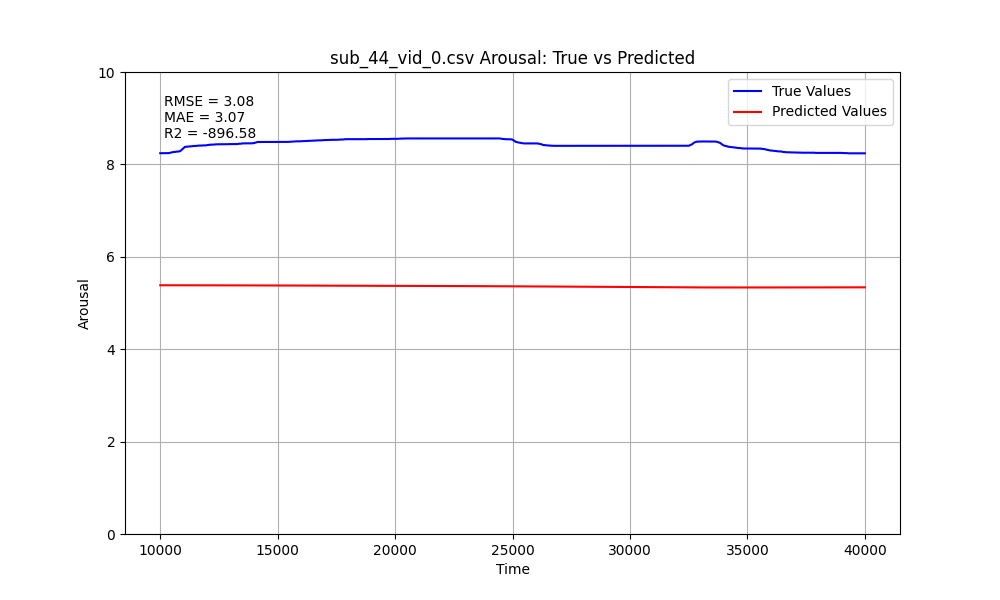 sub_44_vid_0.csv Arousal: True vs Predicted
RMSE = 3.08
MAE = 3.07
R2 = -896.58
True Values
Predicted Values
10
8
6
4
2
0
Arousal
10000
15000
20000
25000
30000
35000
40000
Time